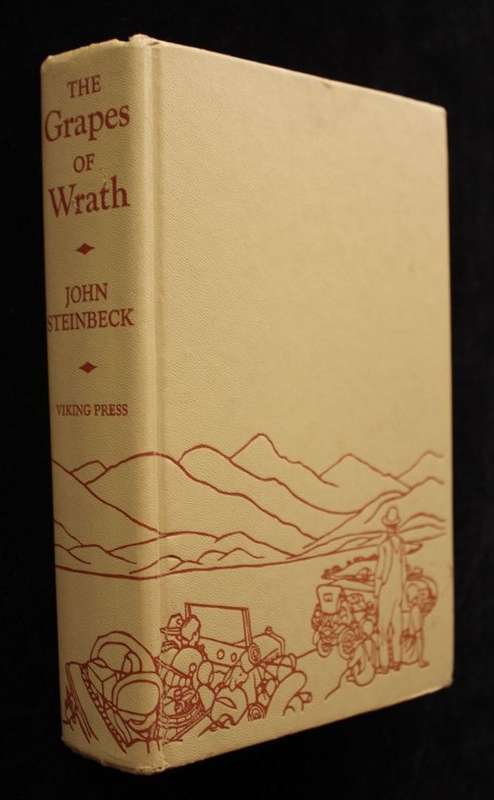 THE
Grapes
OF
Wrath
JOHN
STEINBECK
VIKING PRESS